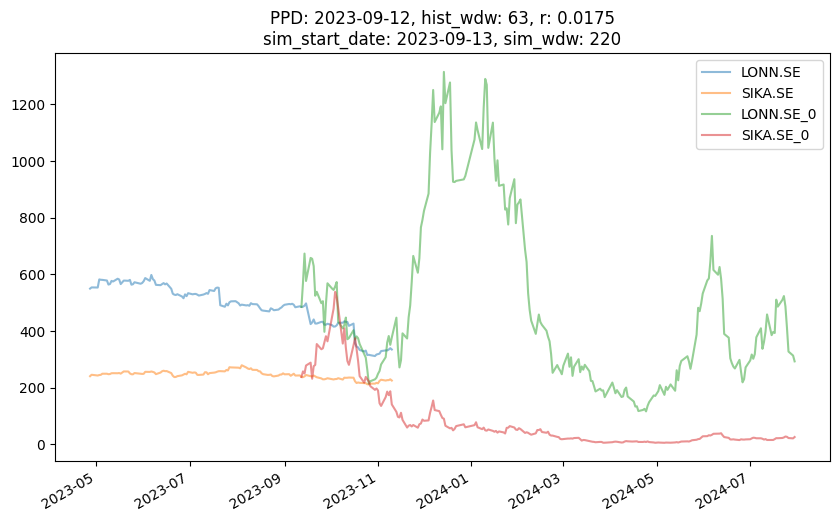 PPD: 2023-09-12, hist_wdw: 63, r: 0.0175
sim_start_date: 2023-09-13, sim_wdw: 220
LONN.SE
SIKA.SE
LONN.SE_0
SIKA.SE_0
1200
1000
800
600
400
200
0
2023-05
2023-07
2023-09
2023-11
2024-01
2024-03
2024-05
2024-07